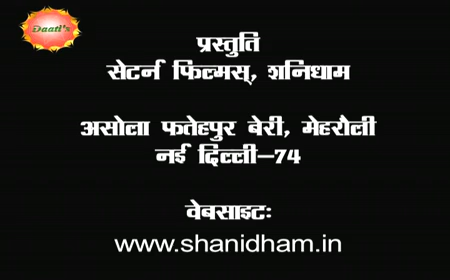 Daati's
प्रस्तुति
सेटर्न फिल्मस्, शनिधाम
असोला फतेहपुर बेरी, मेहरौली
नई दिल्ली–74
वेबसाइटः
www.shanidham.in